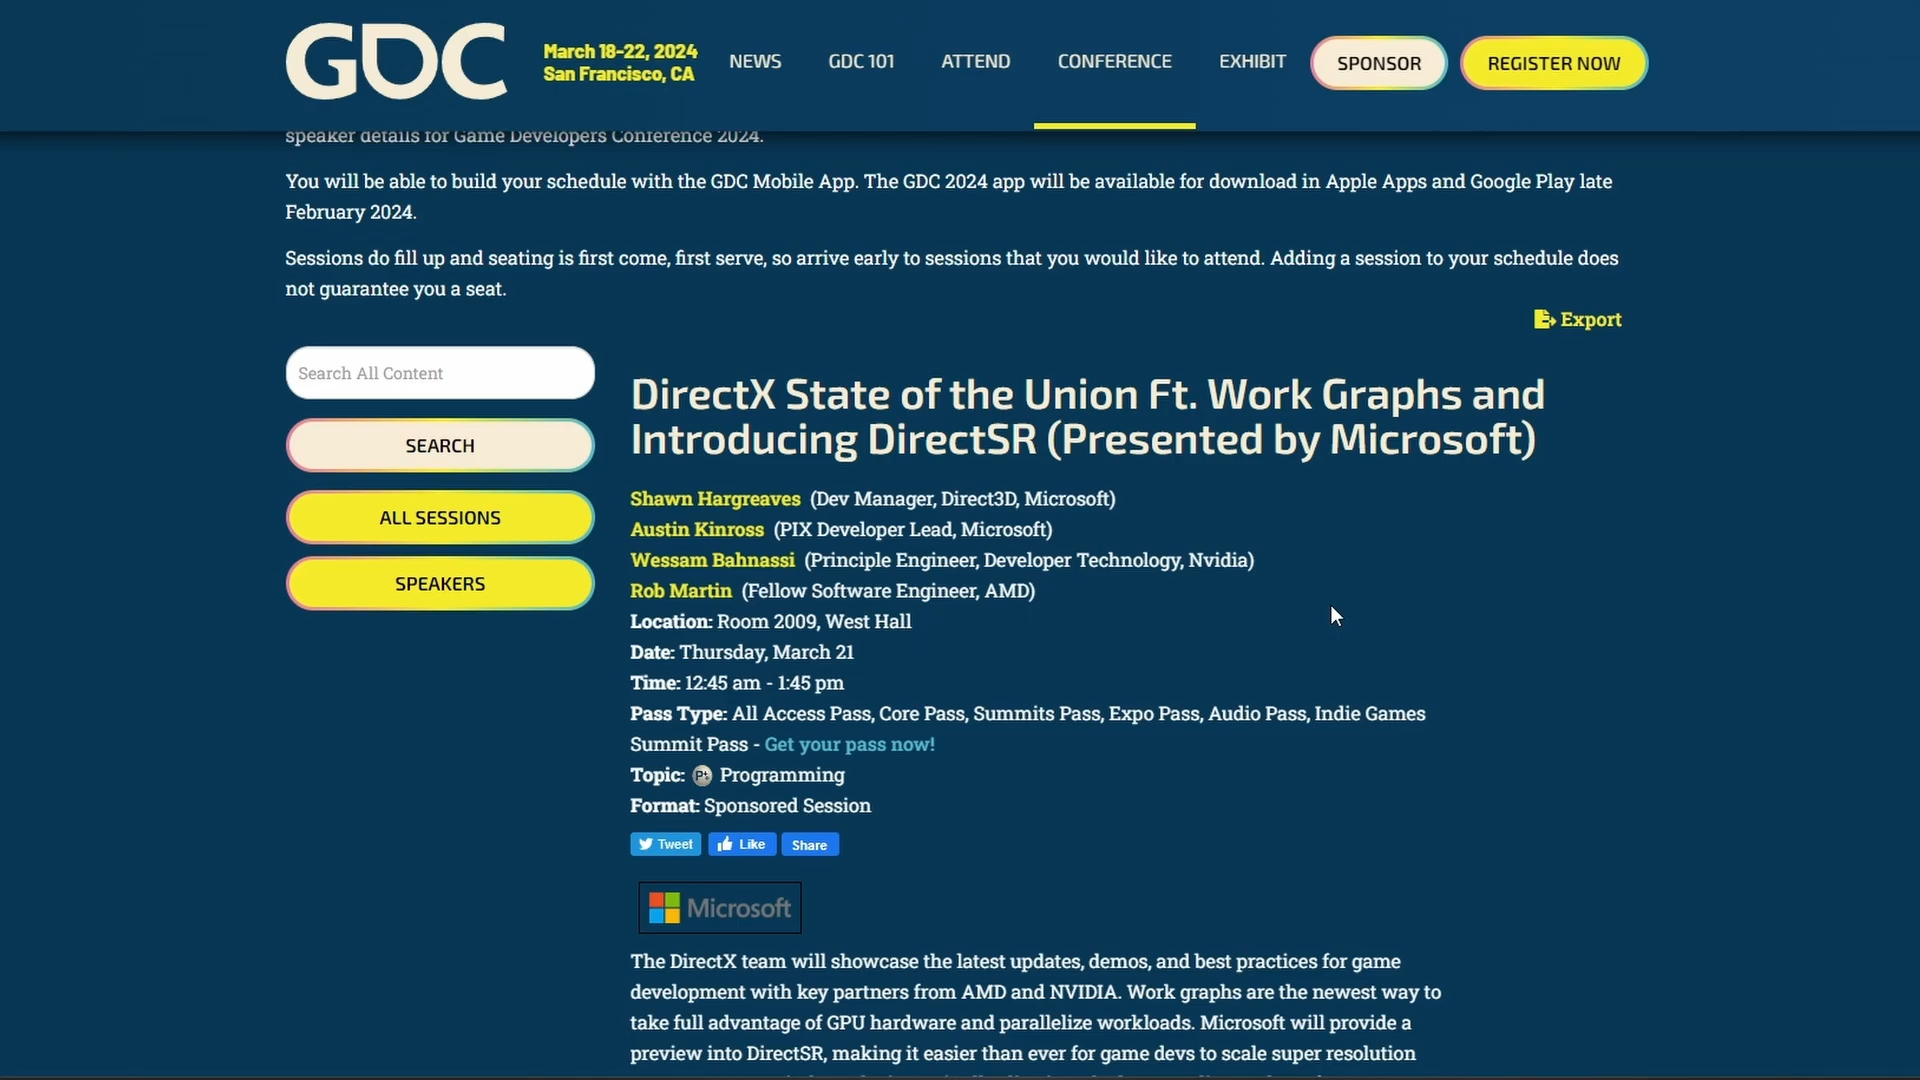 GDC
March 18-22, 2024
San Francisco, CA
NEWS
GDC 101
ATTEND
CONFERENCE
EXHIBIT
SPONSOR
REGISTER NOW
speaker details for Game Developers Conference 2024.
You will be able to build your schedule with the GDC Mobile App. The GDC 2024 app will be available for download in Apple Apps and Google Play late
February 2024.
Sessions do fill up and seating is first come, first serve, so arrive early to sessions that you would like to attend. Adding a session to your schedule does
not guarantee you a seat.
Export
Search All Content
SEARCH
ALL SESSIONS
SPEAKERS
DirectX State of the Union Ft. Work Graphs and
Introducing DirectSR (Presented by Microsoft)
Shawn Hargreaves (Dev Manager, Direct3D, Microsoft)
Austin Kinross (PIX Developer Lead, Microsoft)
Wessam Bahnassi (Principle Engineer, Developer Technology, Nvidia)
Rob Martin (Fellow Software Engineer, AMD)
Location: Room 2009, West Hall
Date: Thursday, March 21
Time: 12:45 am - 1:45 pm
Pass Type: All Access Pass, Core Pass, Summits Pass, Expo Pass, Audio Pass, Indie Games
Summit Pass - Get your pass now!
Topic: Programming
Format: Sponsored Session
Tweet
Like
Share
Microsoft
The DirectX team will showcase the latest updates, demos, and best practices for game
development with key partners from AMD and NVIDIA. Work graphs are the newest way to
take full advantage of GPU hardware and parallelize workloads. Microsoft will provide a
preview into DirectSR, making it easier than ever for game devs to scale super resolution